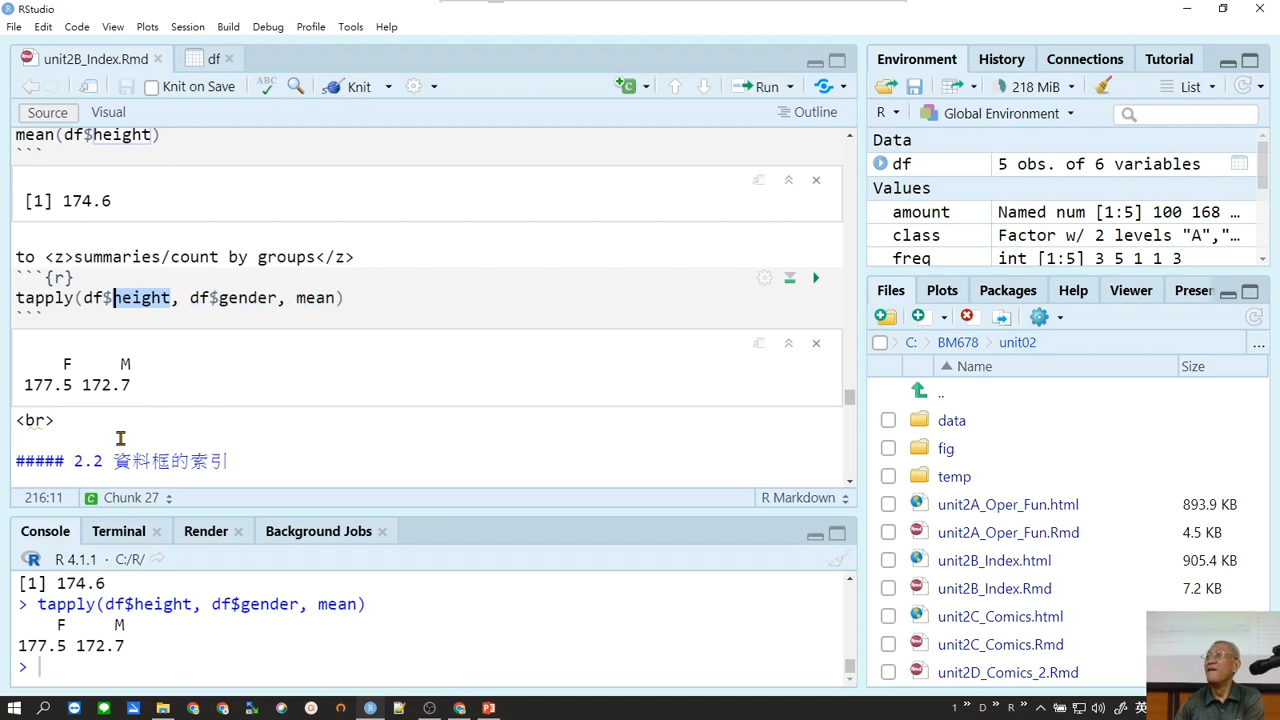 RStudio
File Edit Code View Plots Session Build Debug Profile Tools Help
unit2B_Index.Rmd df
Knit on Save ABC Knit Run
Source Visual Outline
mean(df$height)
```
[1] 174.6
to <z>summaries/count by groups</z>
```{r}
tapply(df$height, df$gender, mean)
```
F M
177.5 172.7
<br>
##### 2.2 資料框的索引
216:11 Chunk 27 R Markdown
Console Terminal Render Background Jobs
R 4.1.1 · C:/R/
[1] 174.6
> tapply(df$height, df$gender, mean)
F M
177.5 172.7
>
Environment History Connections Tutorial
218 MiB List
R Global Environment
Data
df 5 obs. of 6 variables
Values
amount Named num [1:5] 100 168 …
class Factor w/ 2 levels "A","…
freq int [1:5] 3 5 1 1 3
Files Plots Packages Help Viewer Presen
C: BM678 unit02 ...
Name Size
..
data
fig
temp
unit2A_Oper_Fun.html 893.9 KB
unit2A_Oper_Fun.Rmd 4.5 KB
unit2B_Index.html 905.4 KB
unit2B_Index.Rmd 7.2 KB
unit2C_Comics.html
unit2C_Comics.Rmd
unit2D_Comics_2.Rmd
1 » D » R » 英